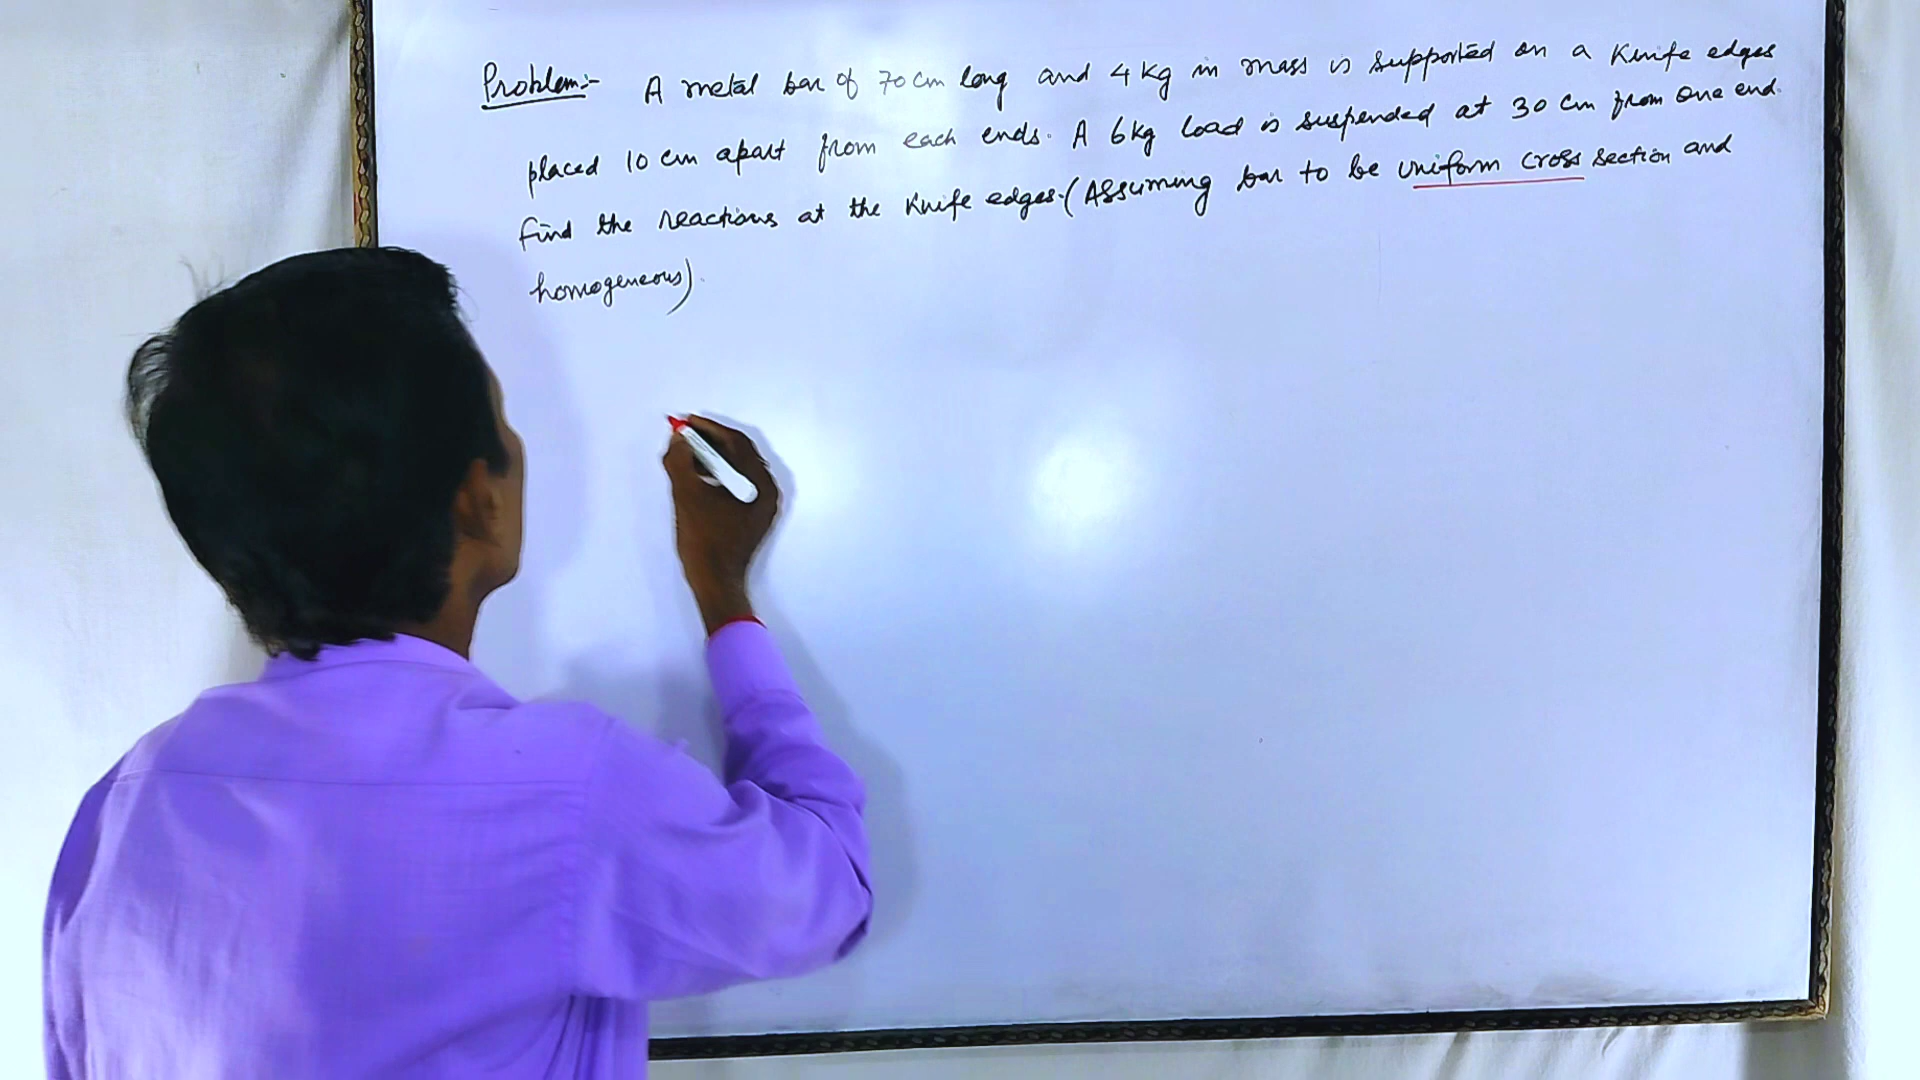 Problem:- A metal bar of 70 cm long and 4 kg in mass is supported on a Knife edges
placed 10 cm apart from each ends. A 6 kg load is suspended at 30 cm from one end.
Find the reactions at the Knife edges. (Assuming bar to be uniform cross section and
homogeneous).